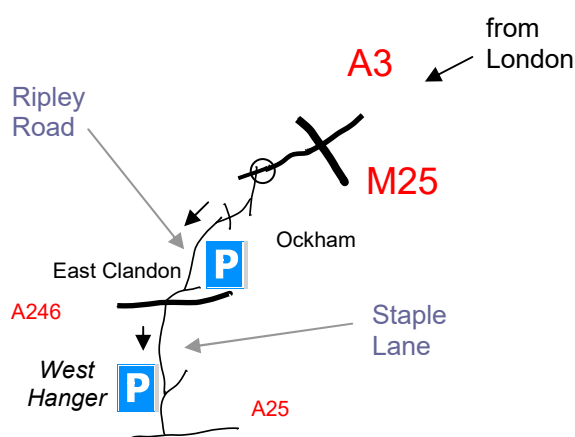 from
London
A3
Ripley
Road
M25
Ockham
P
East Clandon
A246
Staple
Lane
West
Hanger
P
A25